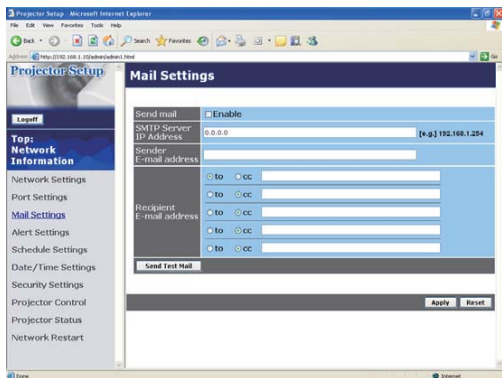 Projector Setup - Microsoft Internet Explorer
File Edit View Favorites Tools Help
Back Search Favorites
Address http://192.168.1.10/admin/admin1.html Go
Projector Setup
Logoff
Top:
Network
Information
Network Settings
Port Settings
Mail Settings
Alert Settings
Schedule Settings
Date/Time Settings
Security Settings
Projector Control
Projector Status
Network Restart
Mail Settings
Send mail Enable
SMTP Server
IP Address 0.0.0.0 [e.g.] 192.168.1.254
Sender
E-mail address
Recipient
E-mail address
to cc
to cc
to cc
to cc
to cc
Send Test Mail
Apply Reset
Done Internet